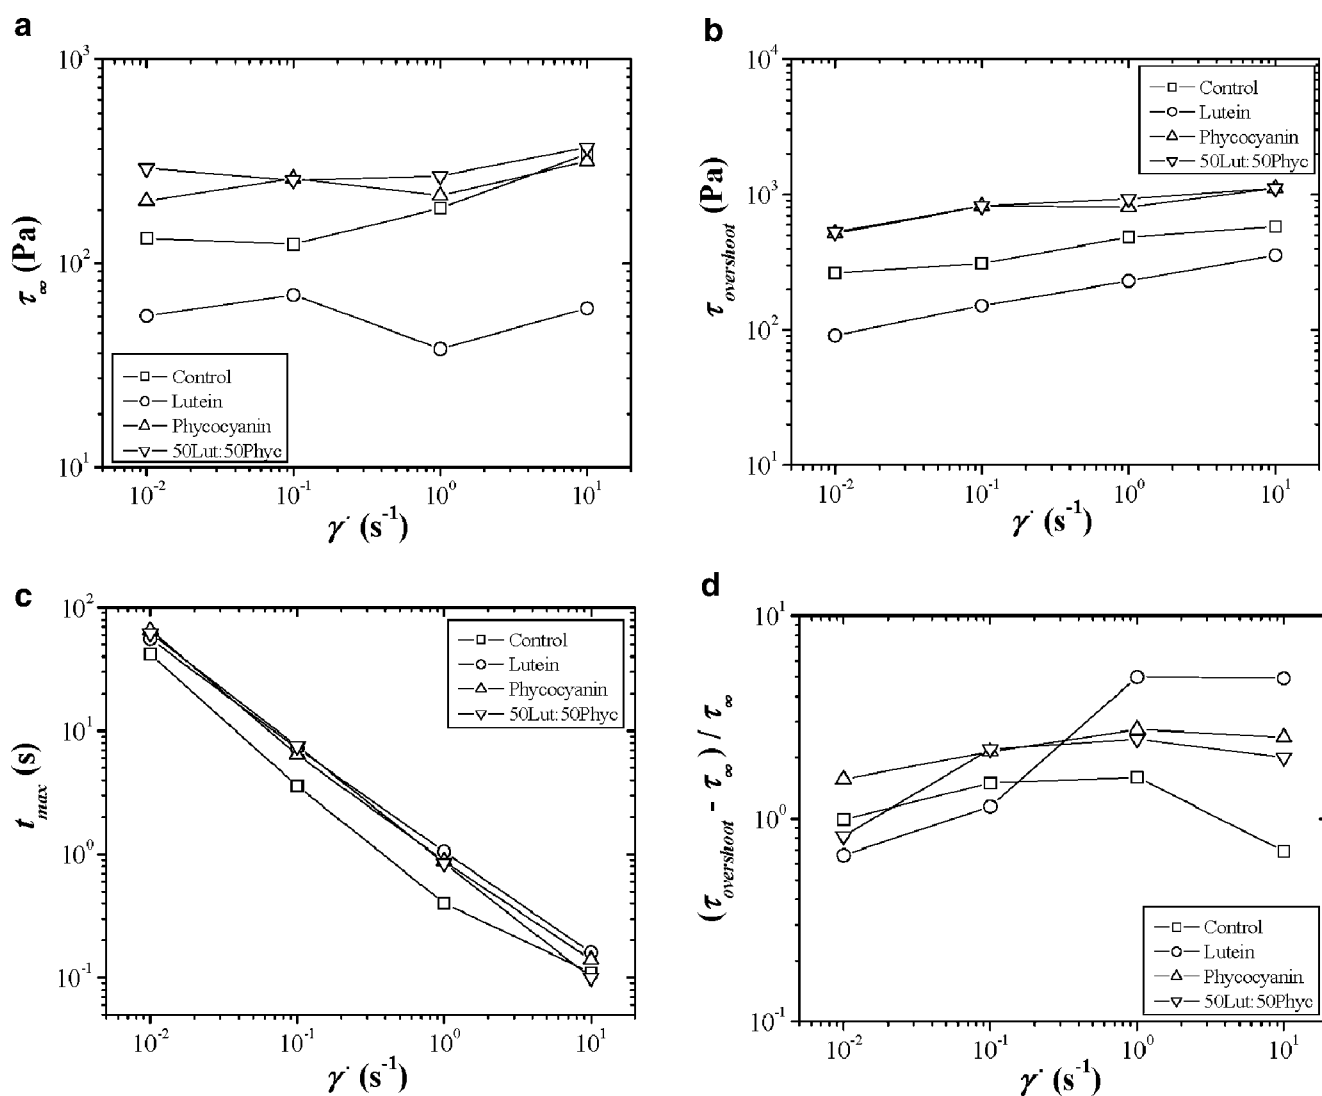 a
10³
10²
10¹
τ∞ (Pa)
Control
Lutein
Phycocyanin
50Lut:50Phyc
10⁻² 10⁻¹ 10⁰ 10¹
γ˙ (s⁻¹)
b
10⁴
10³
10²
10¹
τovershoot (Pa)
Control
Lutein
Phycocyanin
50Lut:50Phyc
10⁻² 10⁻¹ 10⁰ 10¹
γ˙ (s⁻¹)
c
10²
10¹
10⁰
10⁻¹
tmax (s)
Control
Lutein
Phycocyanin
50Lut:50Phyc
10⁻² 10⁻¹ 10⁰ 10¹
γ˙ (s⁻¹)
d
10¹
10⁰
10⁻¹
(τovershoot - τ∞) / τ∞
Control
Lutein
Phycocyanin
50Lut:50Phyc
10⁻² 10⁻¹ 10⁰ 10¹
γ˙ (s⁻¹)